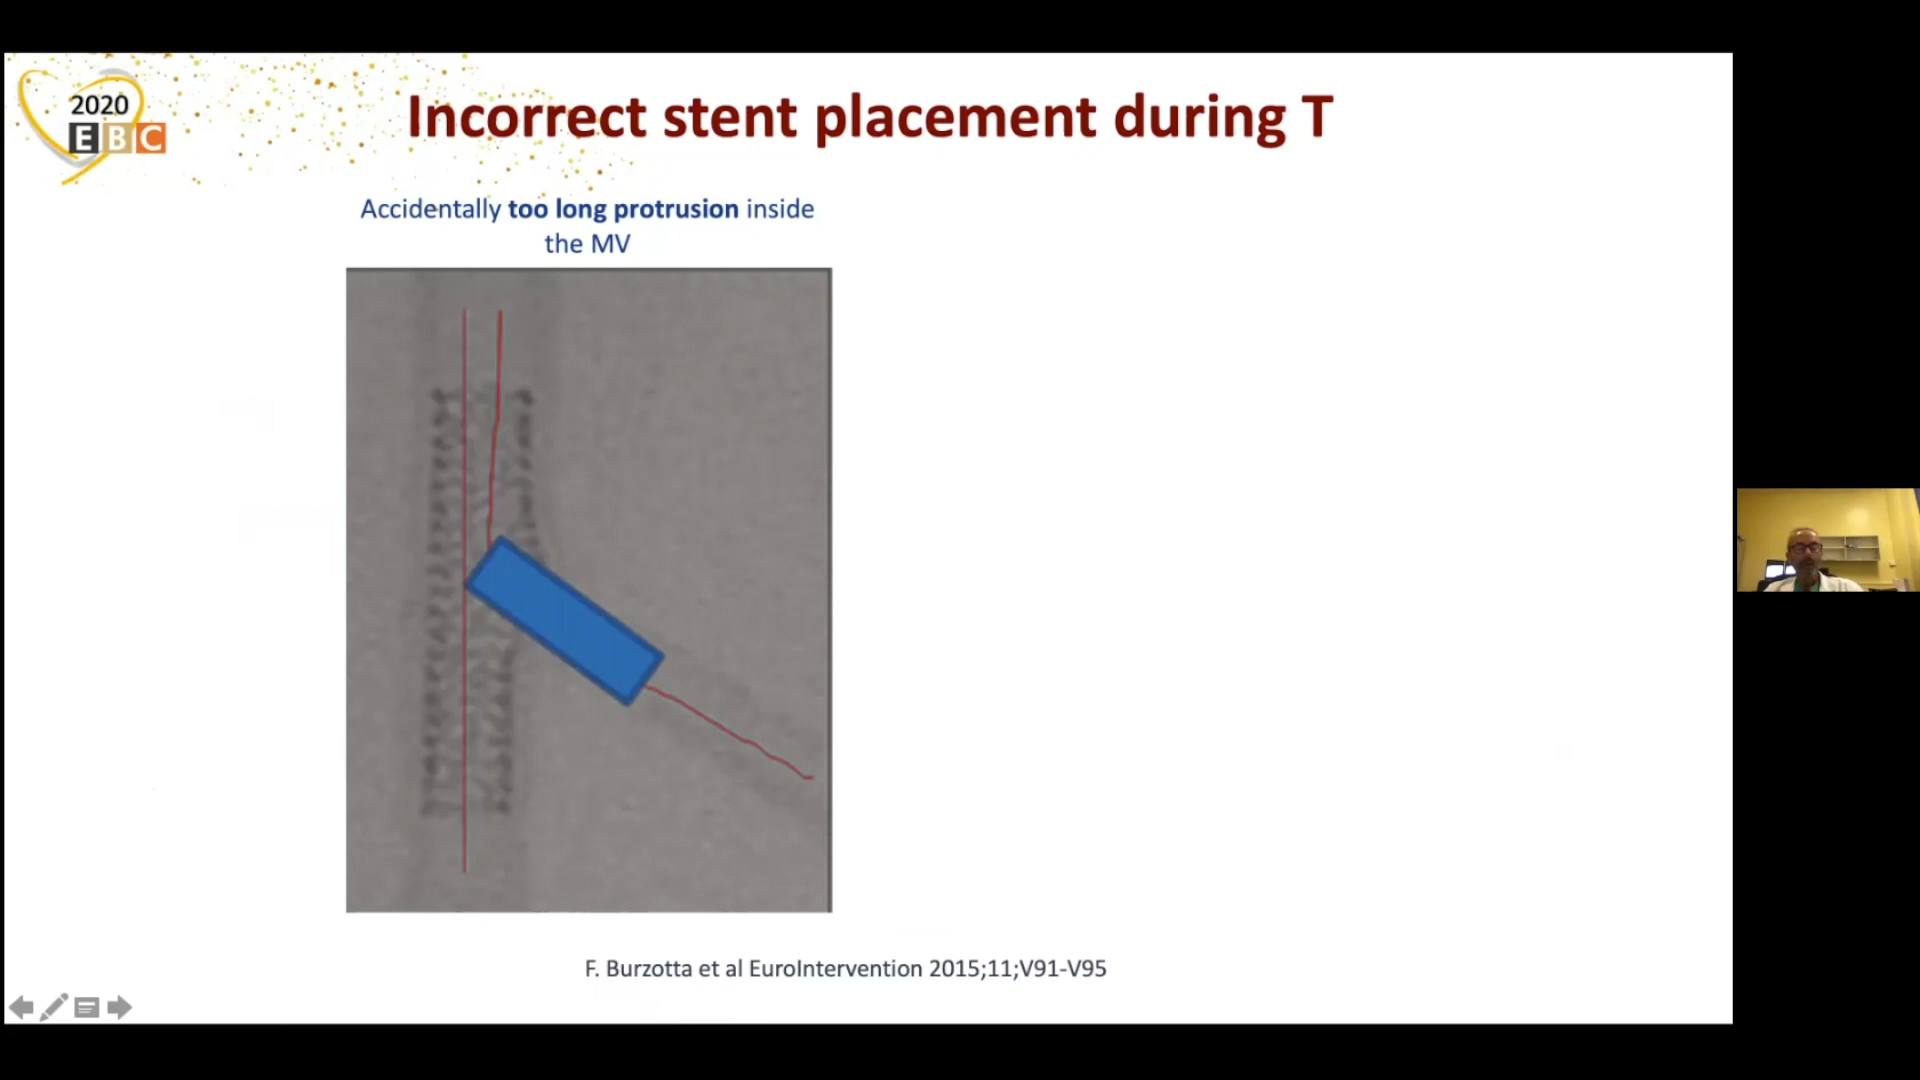 2020
EBC
Incorrect stent placement during T
Accidentally too long protrusion inside
the MV
F. Burzotta et al EuroIntervention 2015;11;V91-V95